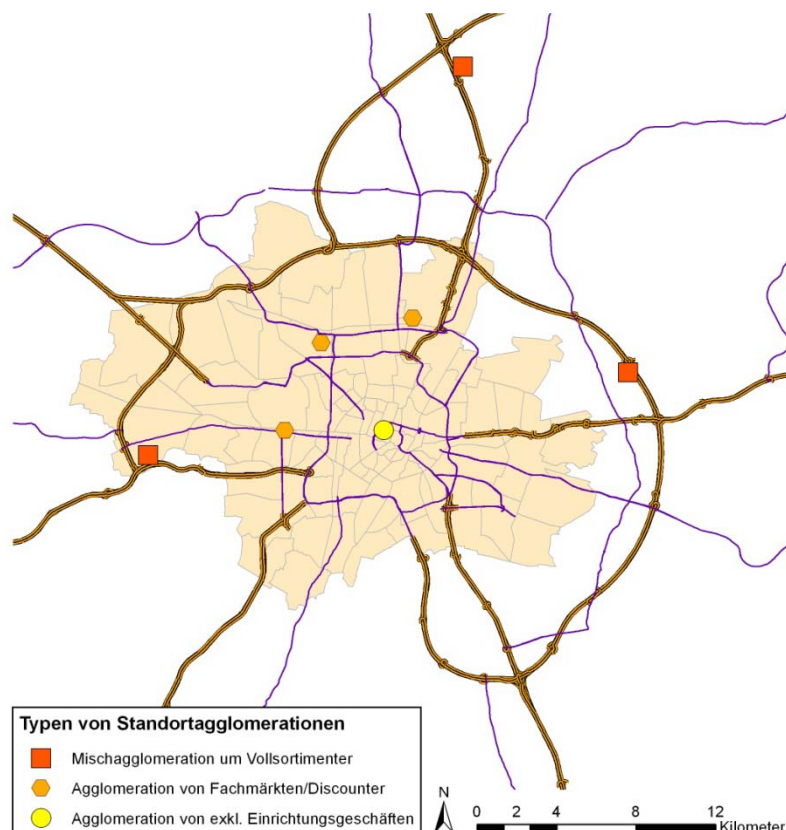 Typen von Standortagglomerationen
Mischagglomeration um Vollsortimenter
Agglomeration von Fachmärkten/Discounter
Agglomeration von exkl. Einrichtungsgeschäften
N
0 2 4 8 12
Kilometer